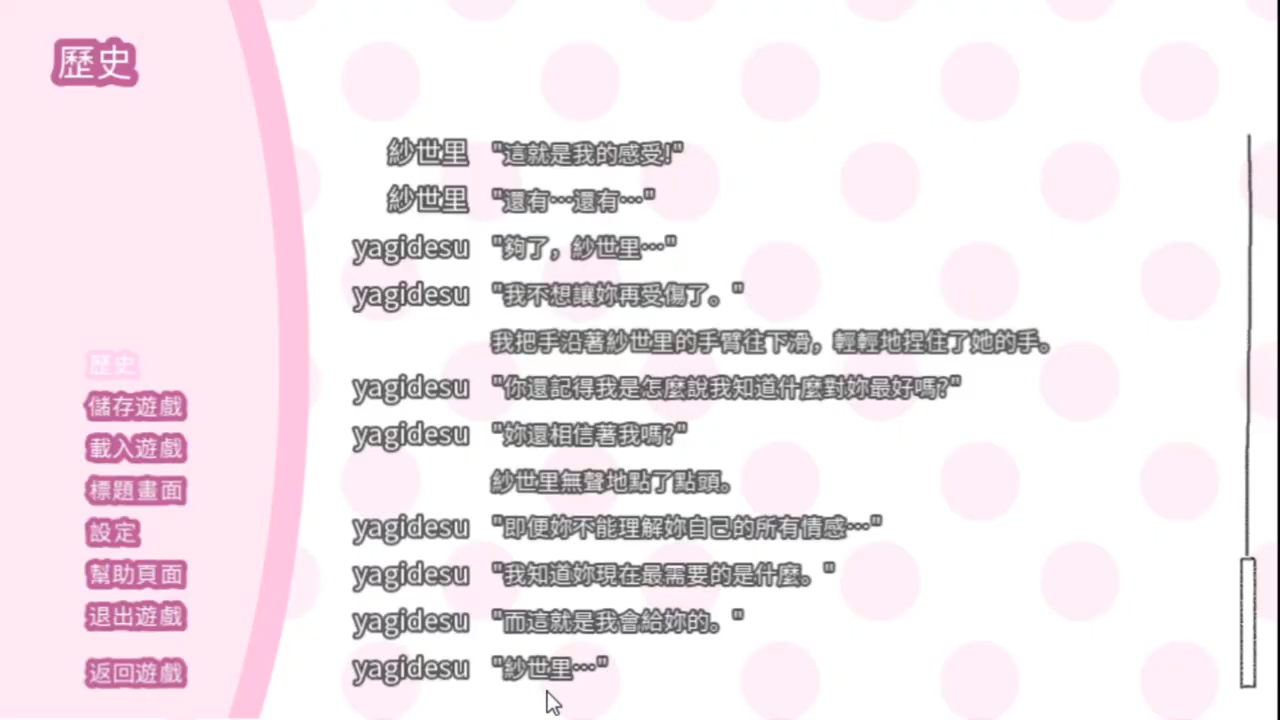 歷史
紗世里 "這就是我的感受!"
紗世里 "還有…還有…"
yagidesu "夠了，紗世里…"
yagidesu "我不想讓妳再受傷了。"
我把手沿著紗世里的手臂往下滑，輕輕地捏住了她的手。
yagidesu "你還記得我是怎麼說我知道什麼對妳最好嗎?"
yagidesu "妳還相信著我嗎?"
紗世里無聲地點了點頭。
yagidesu "即便妳不能理解妳自己的所有情感…"
yagidesu "我知道妳現在最需要的是什麼。"
yagidesu "而這就是我會給妳的。"
yagidesu "紗世里…"
歷史
儲存遊戲
載入遊戲
標題畫面
設定
幫助頁面
退出遊戲
返回遊戲